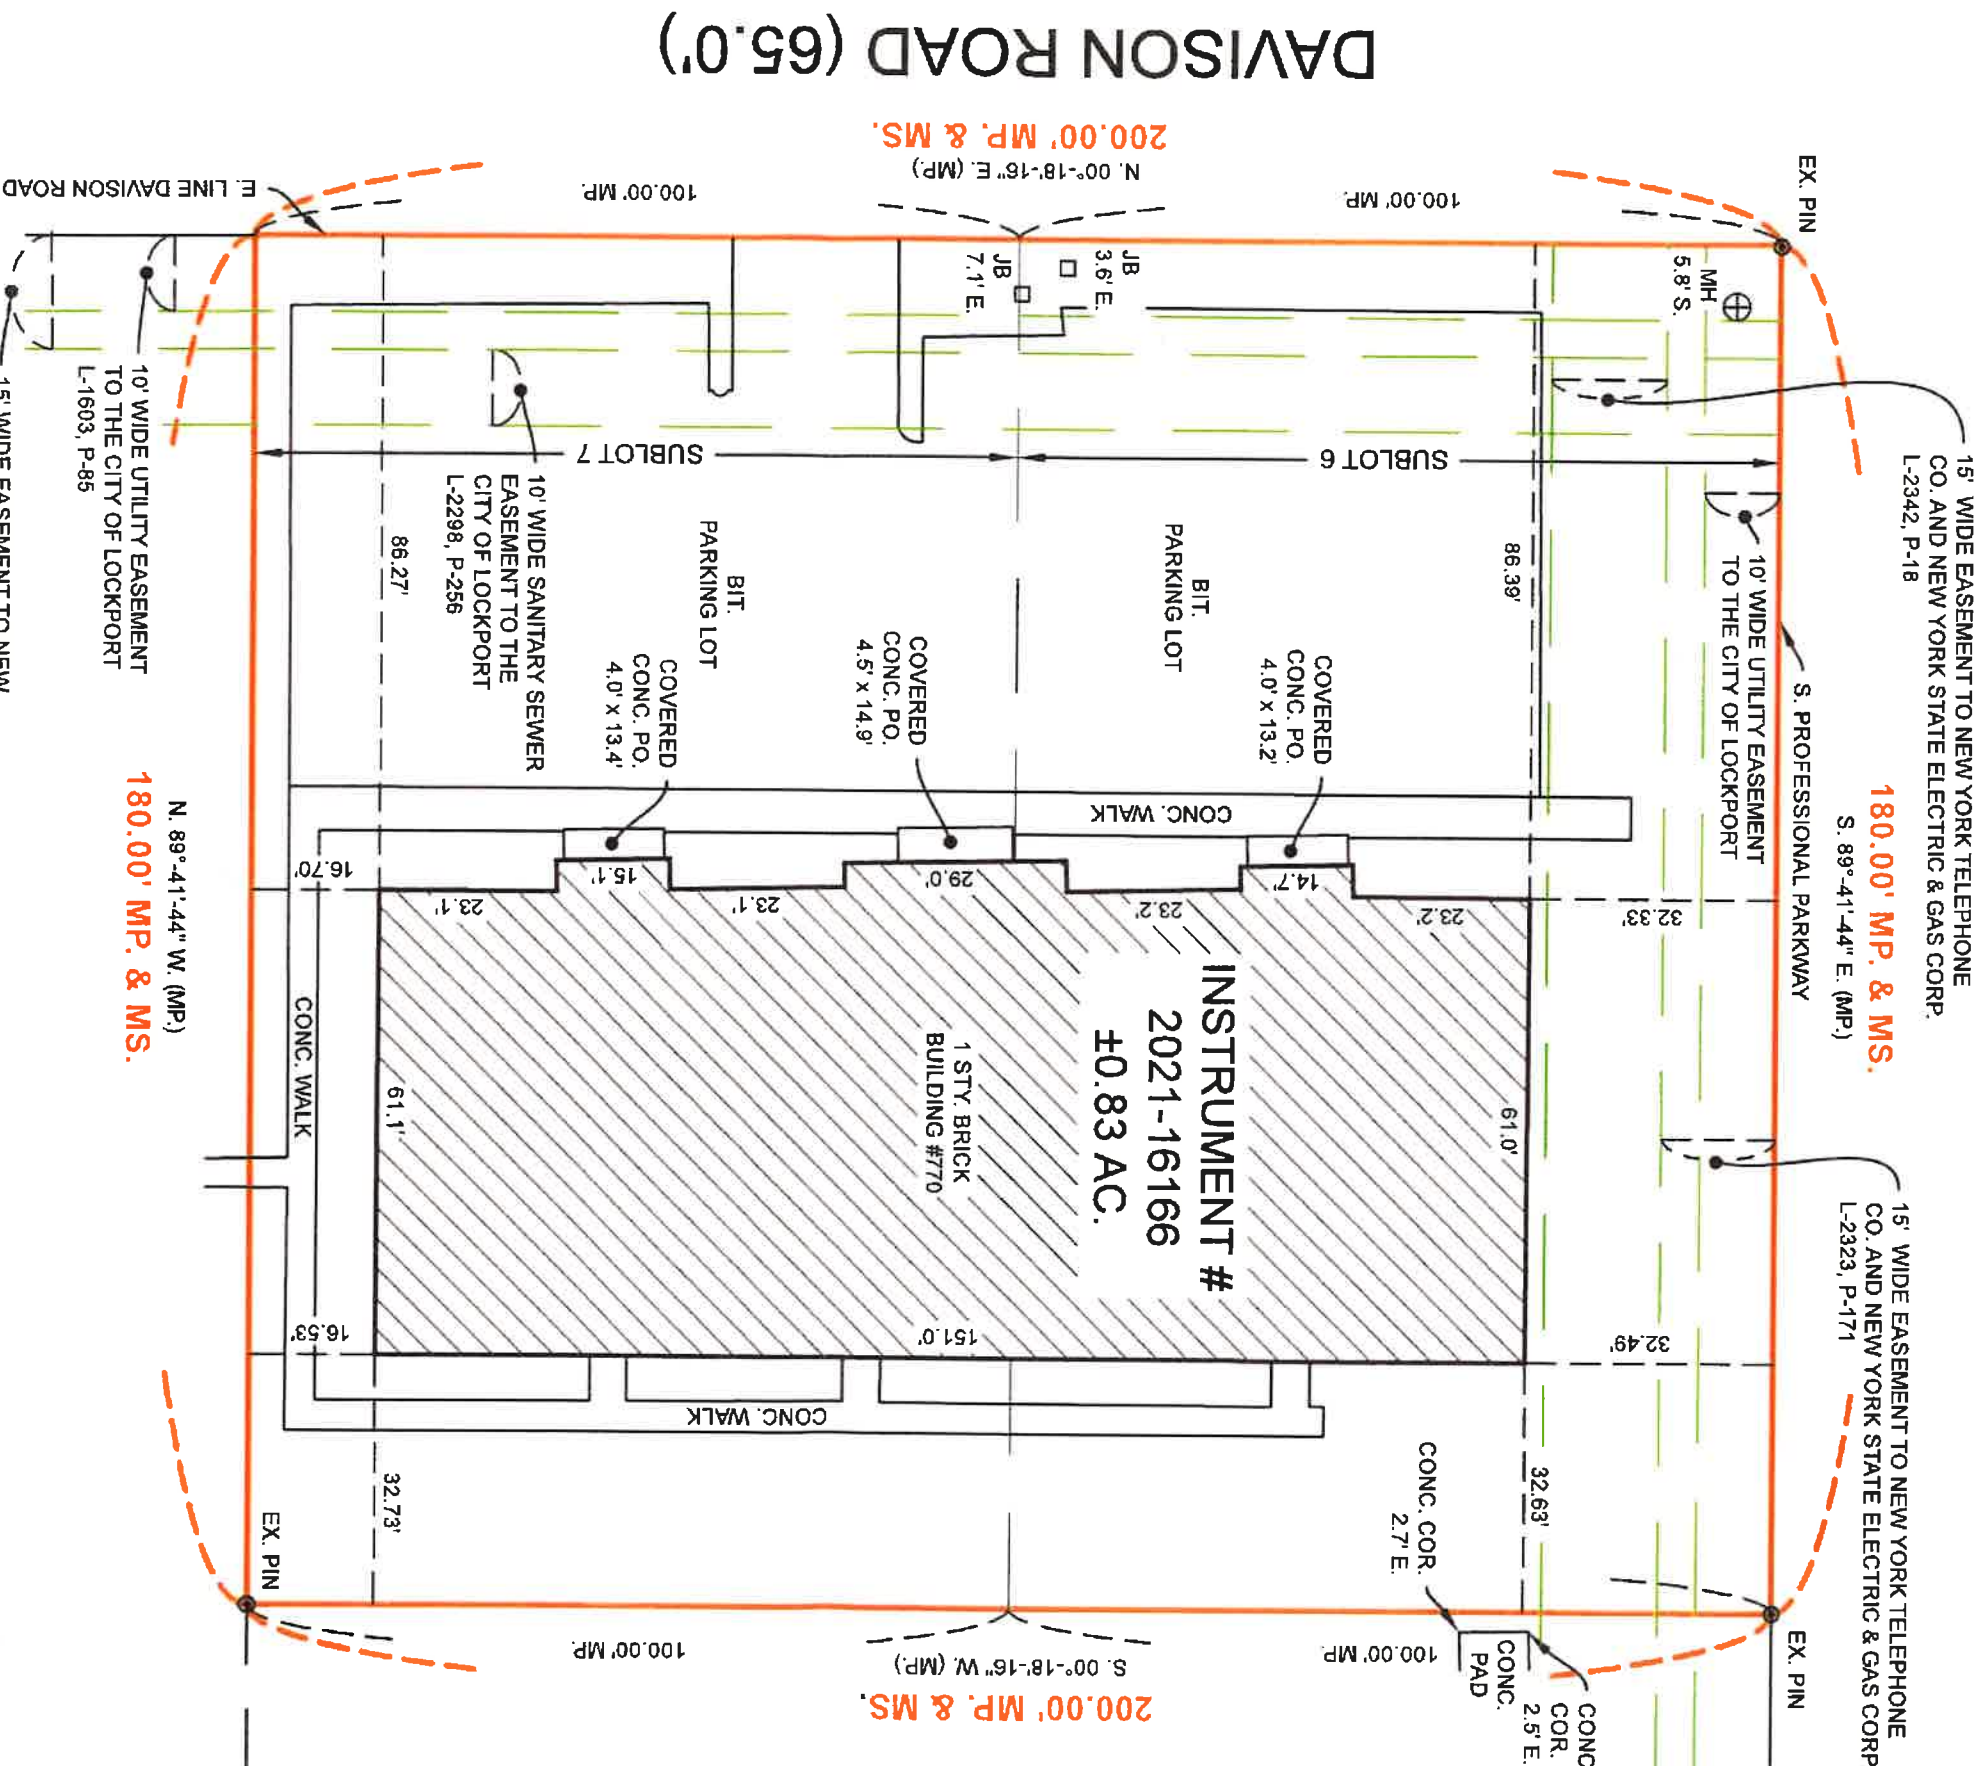 DAVISON ROAD (65.0')
200.00' MP. & MS.
N. 00°-18'-16" E. (MP.)
100.00' MP.
100.00' MP.
E. LINE DAVISON ROAD
EX. PIN
MH
5.8' S.
JB
3.6' E.
JB
7.1' E.
15' WIDE EASEMENT TO NEW YORK TELEPHONE
CO. AND NEW YORK STATE ELECTRIC & GAS CORP.
L-2342, P-18
10' WIDE UTILITY EASEMENT
TO THE CITY OF LOCKPORT
S. PROFESSIONAL PARKWAY
S. 89°-41'-44" E. (MP.)
180.00' MP. & MS.
SUBLOT 6
SUBLOT 7
10' WIDE UTILITY EASEMENT
TO THE CITY OF LOCKPORT
L-1603, P-85
15' WIDE EASEMENT TO NEW
10' WIDE SANITARY SEWER
EASEMENT TO THE
CITY OF LOCKPORT
L-2298, P-256
86.27'
86.39'
BIT.
PARKING LOT
BIT.
PARKING LOT
COVERED
CONC. PO.
4.0' x 13.4'
COVERED
CONC. PO.
4.5' x 14.9'
COVERED
CONC. PO.
4.0' x 13.2'
CONC. WALK
16.70'
23.1'
15.1'
23.1'
29.0'
23.2'
14.7'
23.2'
32.33'
INSTRUMENT #
2021-16166
±0.83 AC.
1 STY. BRICK
BUILDING #770
61.1'
61.0'
CONC. WALK
N. 89°-41'-44" W. (MP.)
180.00' MP. & MS.
15' WIDE EASEMENT TO NEW YORK TELEPHONE
CO. AND NEW YORK STATE ELECTRIC & GAS CORP
L-2323, P-171
16.53'
151.0'
32.49'
CONC. WALK
32.73'
32.63'
CONC. COR.
2.7' E.
CONC.
PAD
CONC
COR.
2.5' E.
EX. PIN
EX. PIN
100.00' MP.
100.00' MP.
S. 00°-18'-16" W. (MP.)
200.00' MP. & MS.